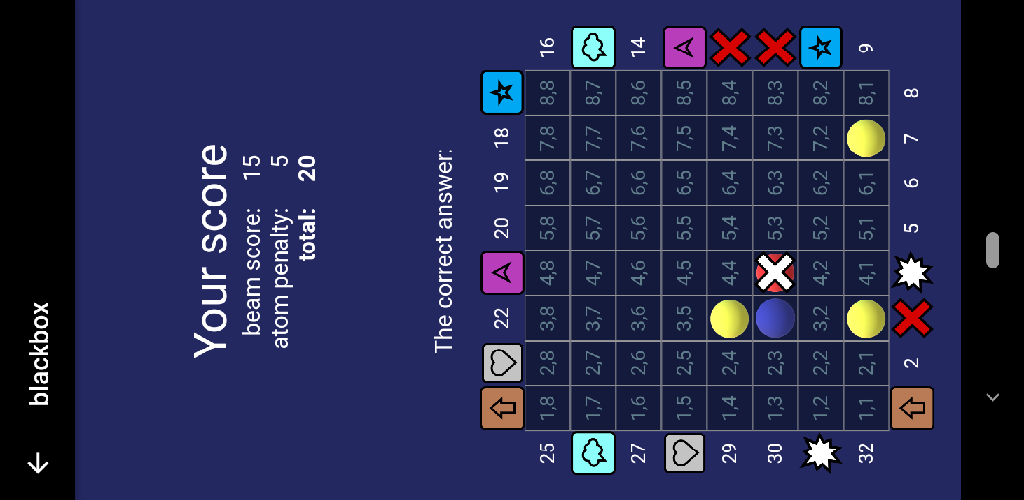 blackbox
Your score
beam score: 15
atom penalty: 5
total: 20
The correct answer:
22 20 19 18
25 1,8 2,8 3,8 4,8 5,8 6,8 7,8 8,8 16
1,7 2,7 3,7 4,7 5,7 6,7 7,7 8,7
27 1,6 2,6 3,6 4,6 5,6 6,6 7,6 8,6 14
1,5 2,5 3,5 4,5 5,5 6,5 7,5 8,5
29 1,4 2,4 4,4 5,4 6,4 7,4 8,4
30 1,3 2,3 5,3 6,3 7,3 8,3
1,2 2,2 3,2 4,2 5,2 6,2 7,2 8,2
32 1,1 2,1 4,1 5,1 6,1 8,1 9
2 5 6 7 8